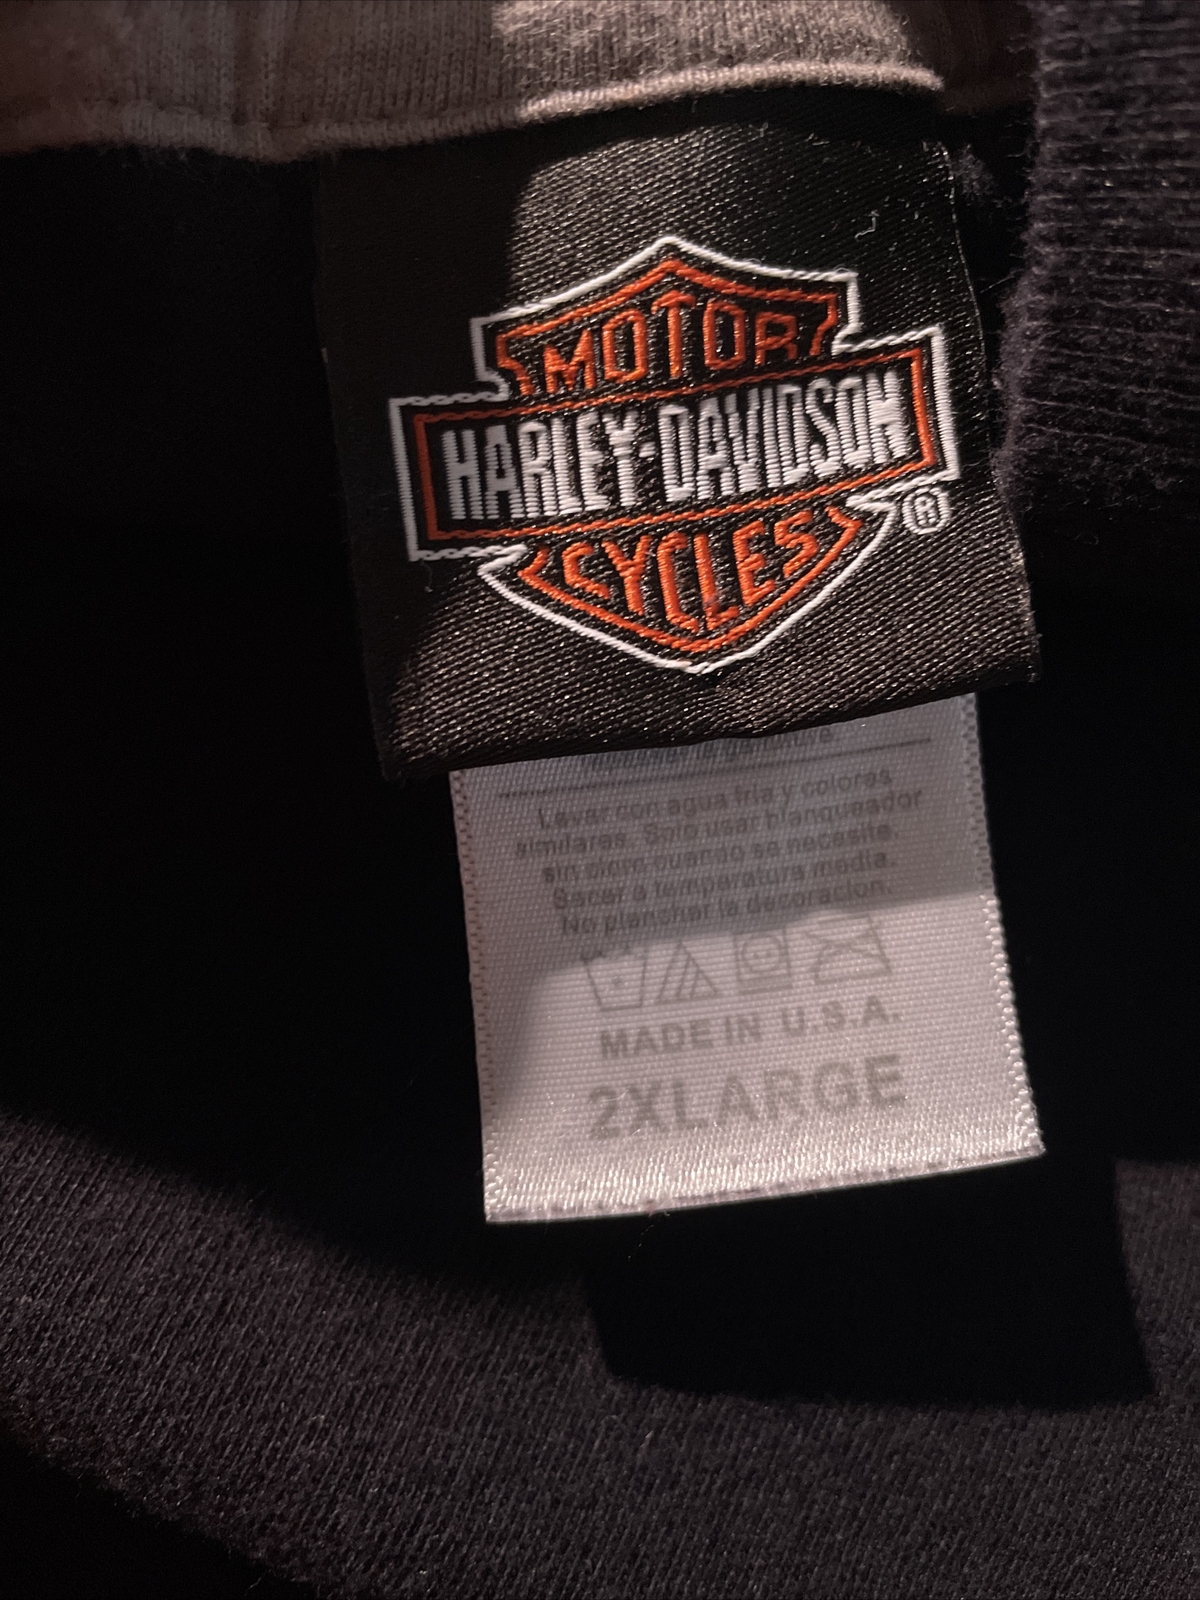 MOTOR
HARLEY-DAVIDSON
®
CYCLES
Lavar con agua fria y coloras
similares. Solo usar blanqueador
sin cloro cuando se necesite.
Secar a temperatura media.
No planchar la decoracion.
MADE IN U.S.A.
2XLARGE